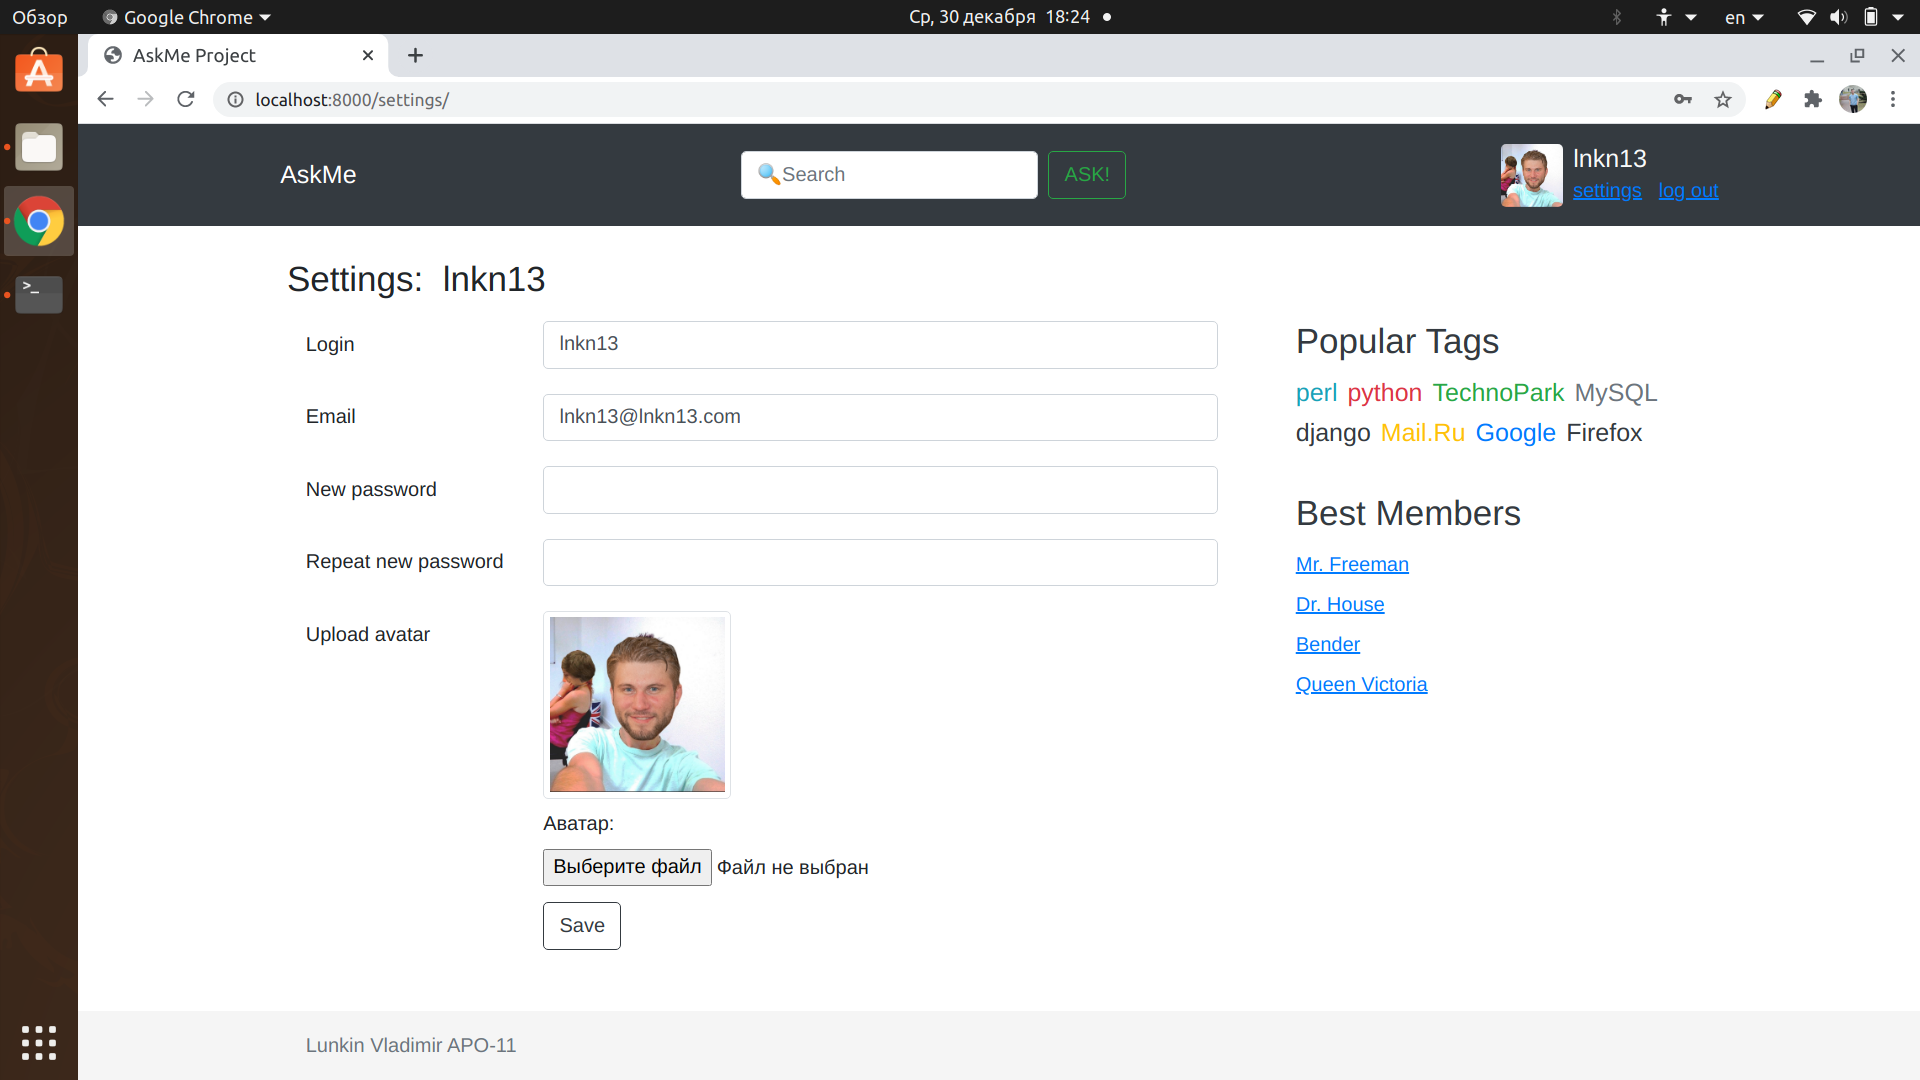 Обзор Google Chrome Ср, 30 декабря 18:24 en
AskMe Project
localhost:8000/settings/
AskMe Search ASK! lnkn13
settings log out
Settings: lnkn13
Login lnkn13
Email lnkn13@lnkn13.com
New password
Repeat new password
Upload avatar
Аватар:
Выберите файл Файл не выбран
Save
Popular Tags
perl python TechnoPark MySQL
django Mail.Ru Google Firefox
Best Members
Mr. Freeman
Dr. House
Bender
Queen Victoria
Lunkin Vladimir APO-11